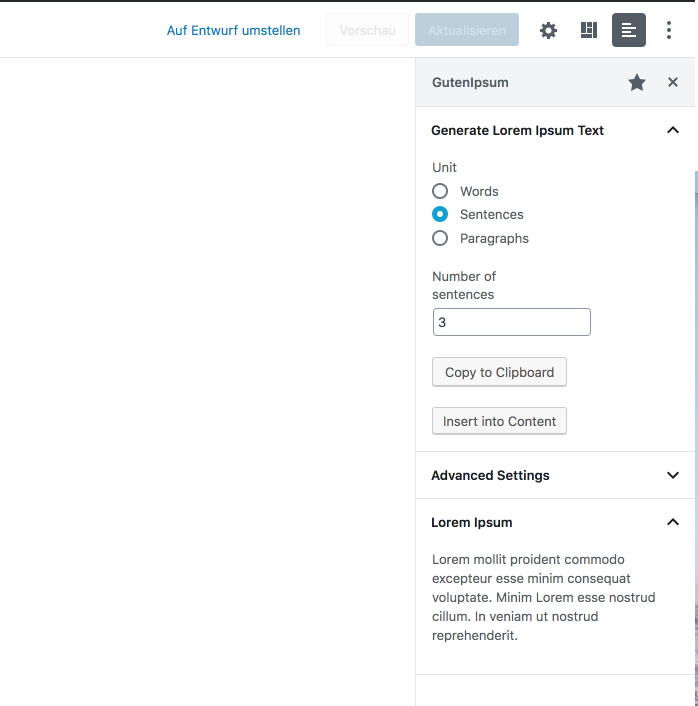 Auf Entwurf umstellen
Vorschau
Aktualisieren
GutenIpsum
Generate Lorem Ipsum Text
Unit
Words
Sentences
Paragraphs
Number of
sentences
3
Copy to Clipboard
Insert into Content
Advanced Settings
Lorem Ipsum
Lorem mollit proident commodo
excepteur esse minim consequat
voluptate. Minim Lorem esse nostrud
cillum. In veniam ut nostrud
reprehenderit.